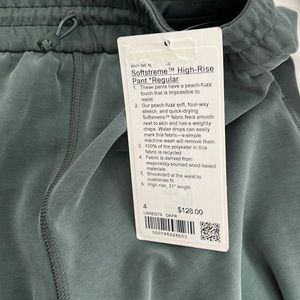 WHY WE M
Softstreme™ High-Rise
Pant *Regular
1. These pants have a peach-fuzz
touch that is impossible to
resist
2. Our peach-fuzz soft, four-way
stretch, and quick-drying
Softstreme™ fabric feels smooth
next to skin and has a weighty
drape. Water drops can easily
mark this fabric—a simple
machine wash will remove them
3. 100% of the polyester in this
fabric is recycled
4. Fabric is derived from
responsibly sourced wood-based
materials
5. Shockcord at the waist to
customize fit
6. High rise, 31" length
4
$128.00
DKFR